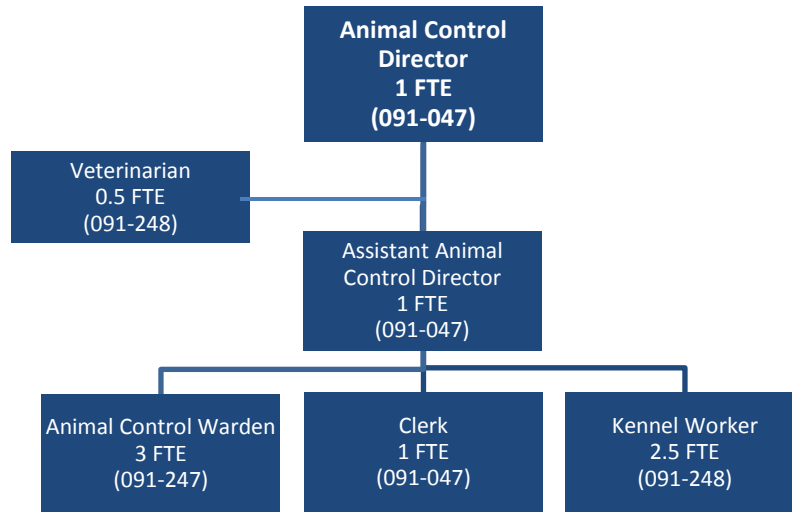 Animal Control
Director
1 FTE
(091-047)
Veterinarian
0.5 FTE
(091-248)
Assistant Animal
Control Director
1 FTE
(091-047)
Animal Control Warden
3 FTE
(091-247)
Clerk
1 FTE
(091-047)
Kennel Worker
2.5 FTE
(091-248)